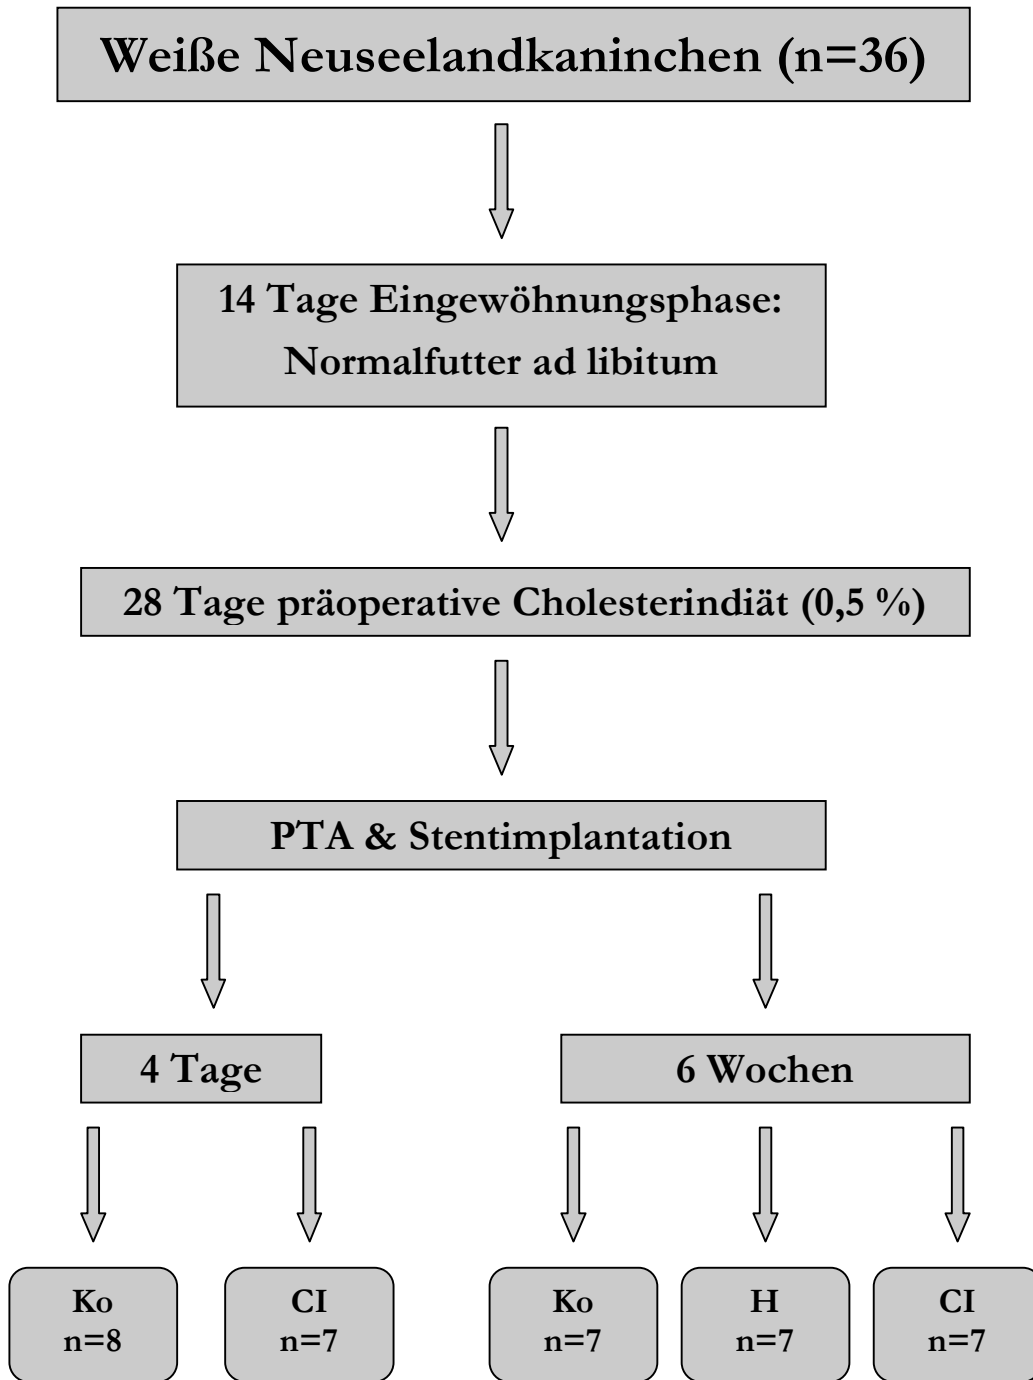 Weiße Neuseelandkaninchen (n=36)
14 Tage Eingewöhnungsphase:
Normalfutter ad libitum
28 Tage präoperative Cholesterindiät (0,5 %)
PTA & Stentimplantation
4 Tage
6 Wochen
Ko
n=8
CI
n=7
Ko
n=7
H
n=7
CI
n=7